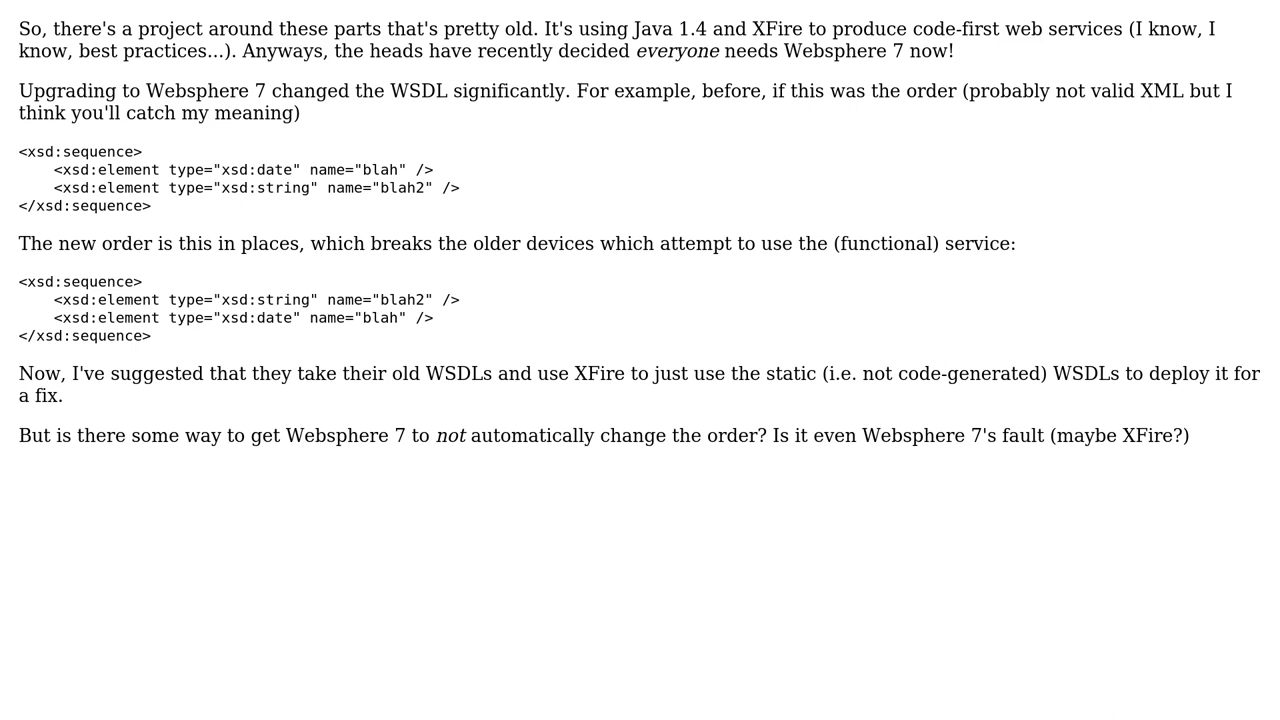 So, there's a project around these parts that's pretty old. It's using Java 1.4 and XFire to produce code-first web services (I know, I
know, best practices...). Anyways, the heads have recently decided everyone needs Websphere 7 now!
Upgrading to Websphere 7 changed the WSDL significantly. For example, before, if this was the order (probably not valid XML but I
think you'll catch my meaning)
<xsd:sequence>
    <xsd:element type="xsd:date" name="blah" />
    <xsd:element type="xsd:string" name="blah2" />
</xsd:sequence>
The new order is this in places, which breaks the older devices which attempt to use the (functional) service:
<xsd:sequence>
    <xsd:element type="xsd:string" name="blah2" />
    <xsd:element type="xsd:date" name="blah" />
</xsd:sequence>
Now, I've suggested that they take their old WSDLs and use XFire to just use the static (i.e. not code-generated) WSDLs to deploy it for
a fix.
But is there some way to get Websphere 7 to not automatically change the order? Is it even Websphere 7's fault (maybe XFire?)